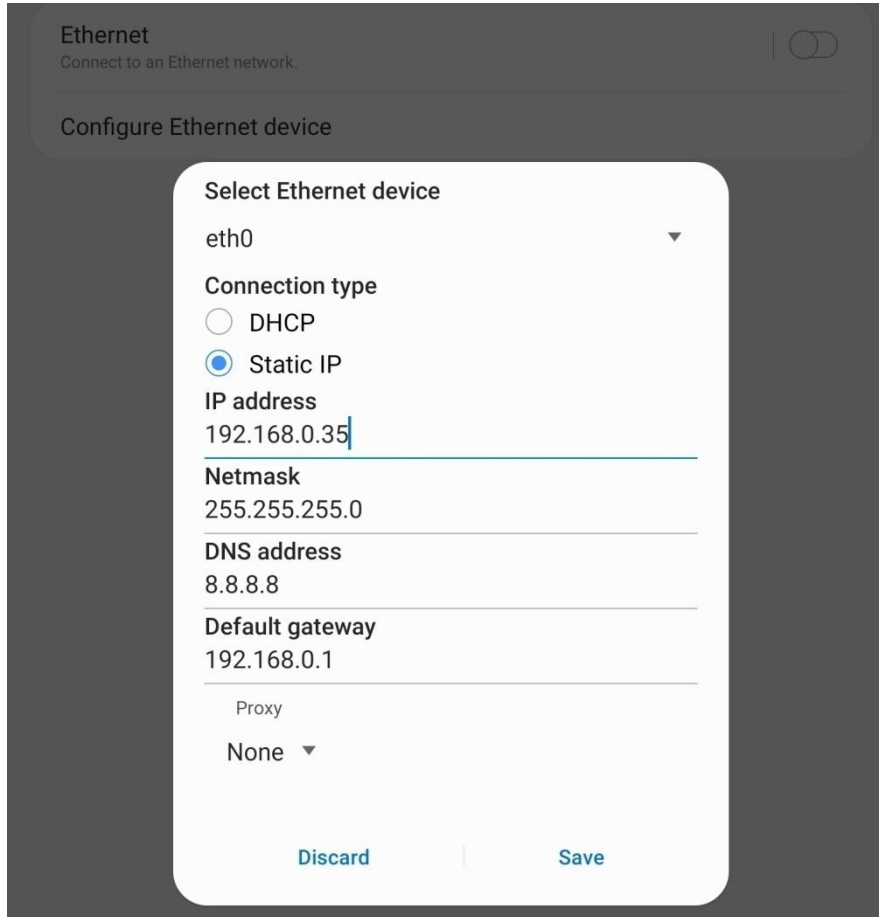 Ethernet
Connect to an Ethernet network.
Configure Ethernet device
Select Ethernet device
eth0
Connection type
DHCP
Static IP
IP address
192.168.0.35
Netmask
255.255.255.0
DNS address
8.8.8.8
Default gateway
192.168.0.1
Proxy
None
Discard
Save